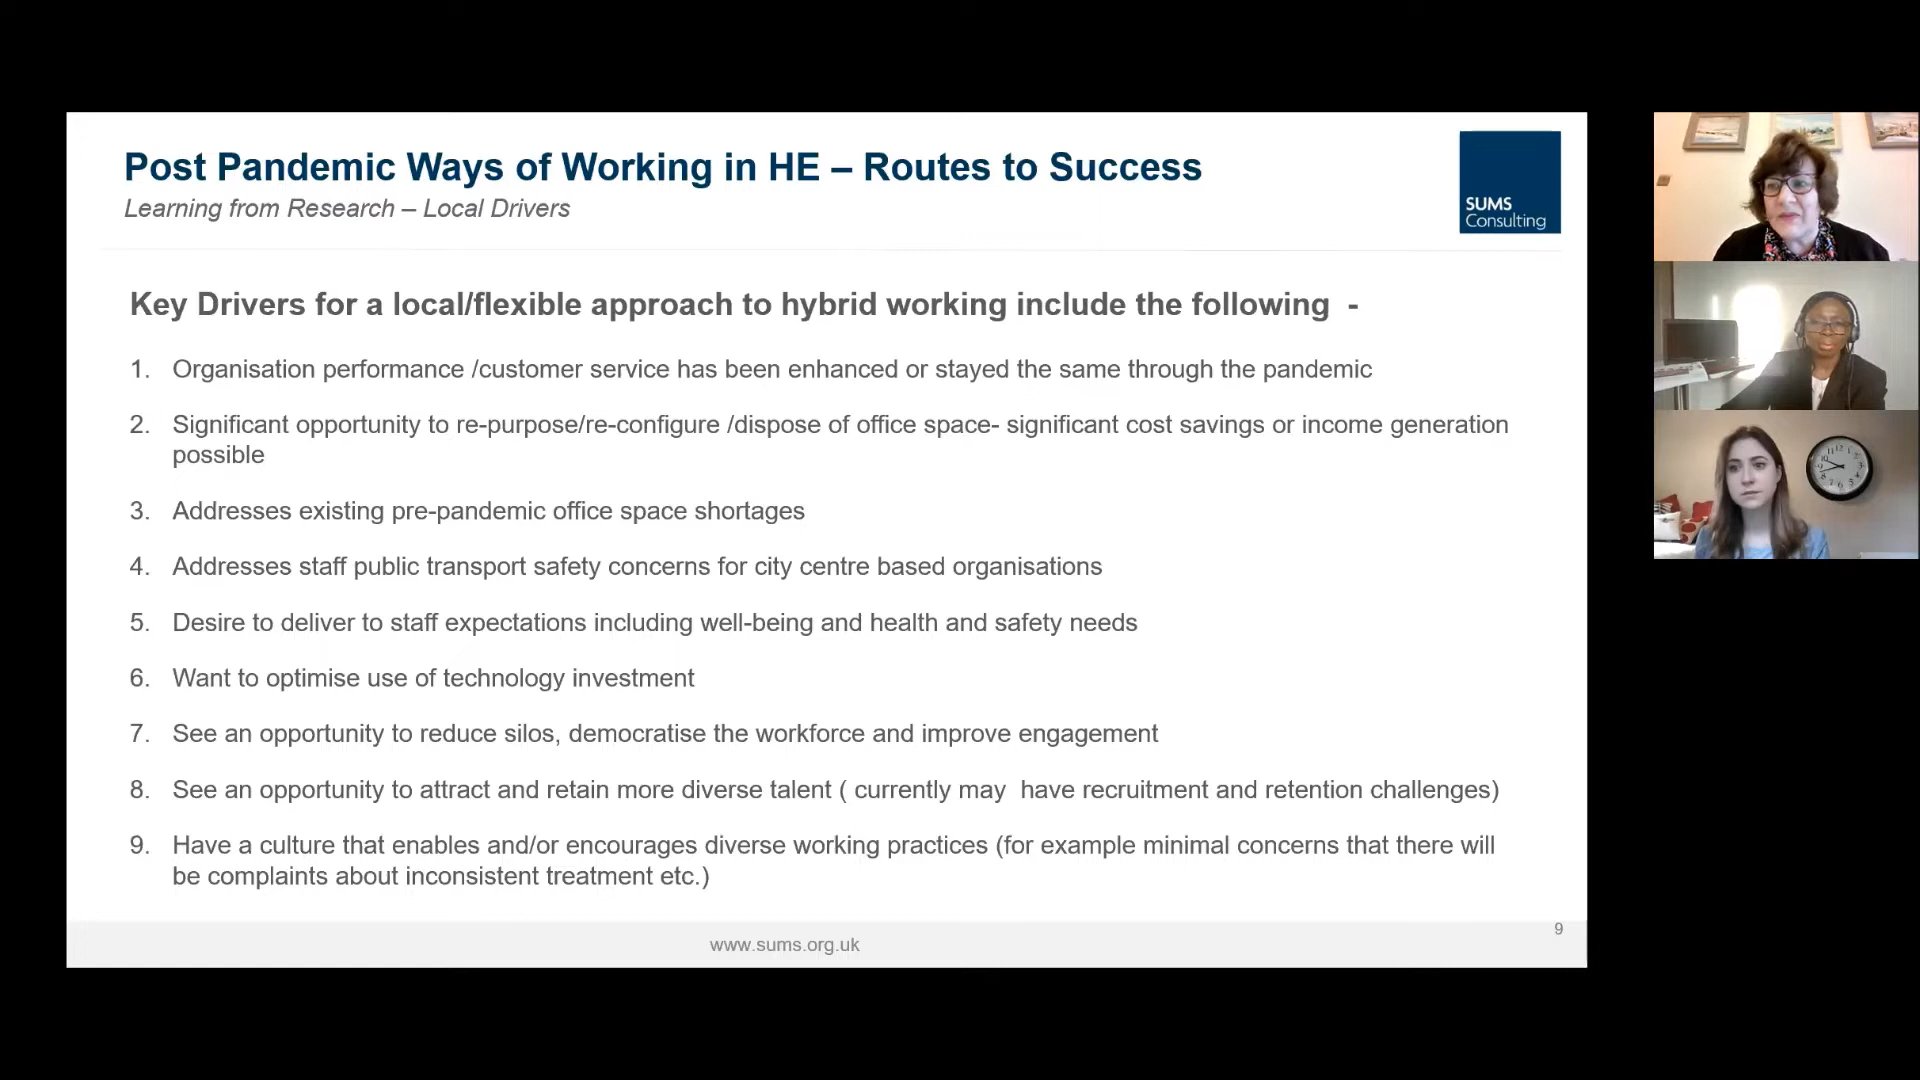 Post Pandemic Ways of Working in HE – Routes to Success
Learning from Research – Local Drivers
SUMS
Consulting
Key Drivers for a local/flexible approach to hybrid working include the following  -
1. Organisation performance /customer service has been enhanced or stayed the same through the pandemic
2. Significant opportunity to re-purpose/re-configure /dispose of office space- significant cost savings or income generation
possible
3. Addresses existing pre-pandemic office space shortages
4. Addresses staff public transport safety concerns for city centre based organisations
5. Desire to deliver to staff expectations including well-being and health and safety needs
6. Want to optimise use of technology investment
7. See an opportunity to reduce silos, democratise the workforce and improve engagement
8. See an opportunity to attract and retain more diverse talent ( currently may  have recruitment and retention challenges)
9. Have a culture that enables and/or encourages diverse working practices (for example minimal concerns that there will
be complaints about inconsistent treatment etc.)
www.sums.org.uk
9